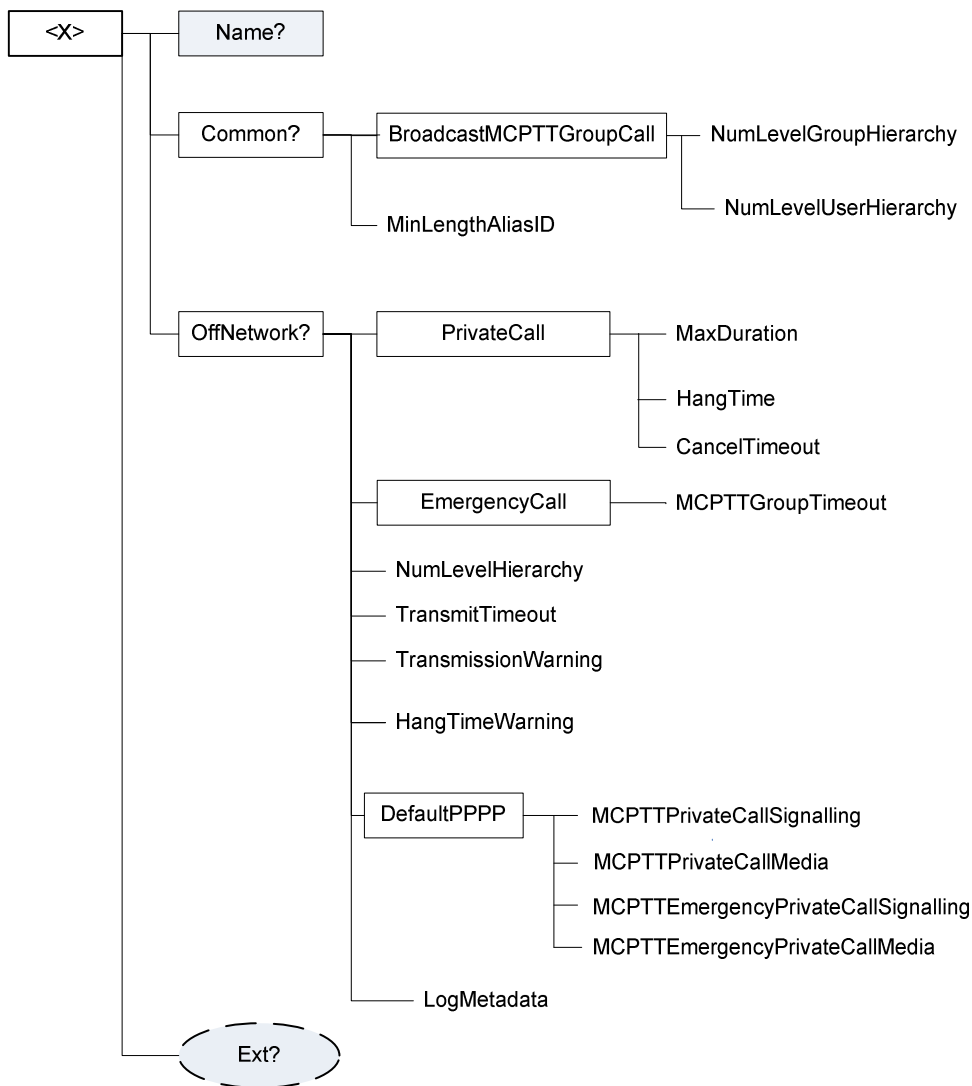 <X>
Name?
Common?
BroadcastMCPTTGroupCall
NumLevelGroupHierarchy
NumLevelUserHierarchy
MinLengthAliasID
OffNetwork?
PrivateCall
MaxDuration
HangTime
CancelTimeout
EmergencyCall
MCPTTGroupTimeout
NumLevelHierarchy
TransmitTimeout
TransmissionWarning
HangTimeWarning
DefaultPPPP
MCPTTPrivateCallSignalling
MCPTTPrivateCallMedia
MCPTTEmergencyPrivateCallSignalling
MCPTTEmergencyPrivateCallMedia
LogMetadata
Ext?